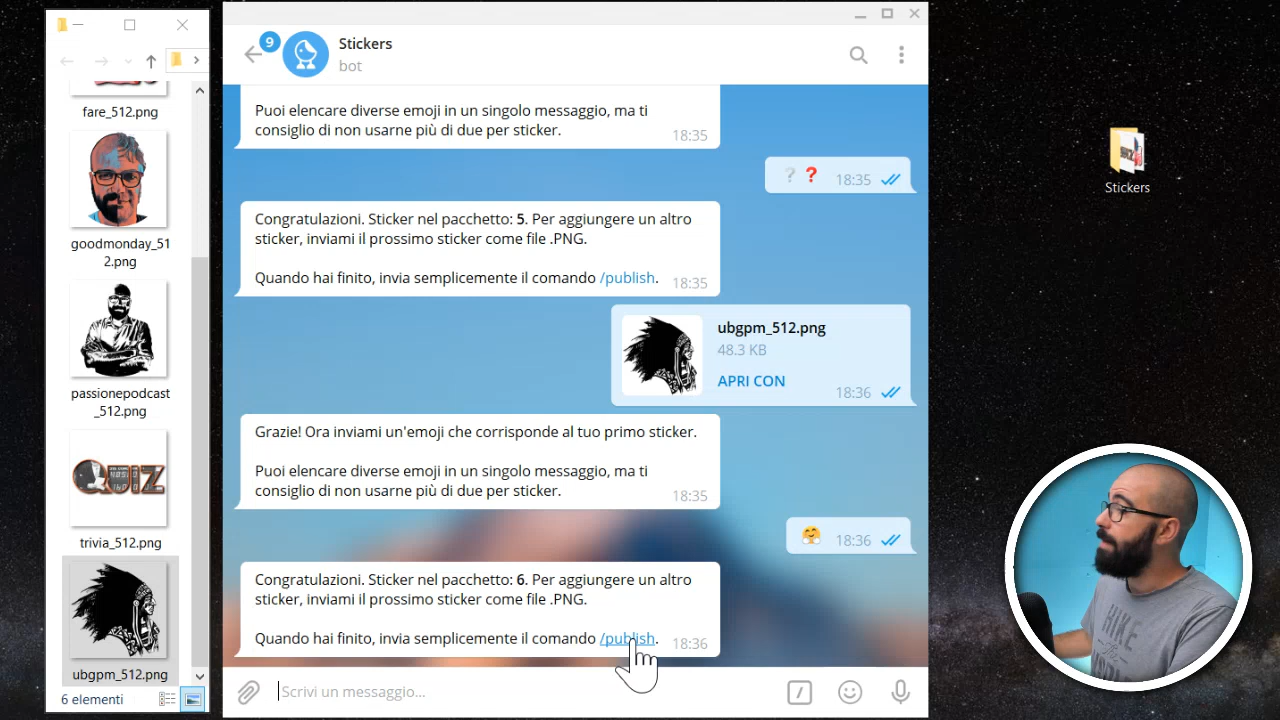 fare_512.png
goodmonday_51
2.png
passionepodcast
_512.png
QUIZ
trivia_512.png
ubgpm_512.png
6 elementi
9
Stickers
bot
Puoi elencare diverse emoji in un singolo messaggio, ma ti
consiglio di non usarne più di due per sticker.
18:35
❔❓ 18:35
Congratulazioni. Sticker nel pacchetto: 5. Per aggiungere un altro
sticker, inviami il prossimo sticker come file .PNG.
Quando hai finito, invia semplicemente il comando /publish.
18:35
ubgpm_512.png
48.3 KB
APRI CON
18:36
Grazie! Ora inviami un'emoji che corrisponde al tuo primo sticker.
Puoi elencare diverse emoji in un singolo messaggio, ma ti
consiglio di non usarne più di due per sticker.
18:35
🤗 18:36
Congratulazioni. Sticker nel pacchetto: 6. Per aggiungere un altro
sticker, inviami il prossimo sticker come file .PNG.
Quando hai finito, invia semplicemente il comando /publish.
18:36
Scrivi un messaggio...
Stickers